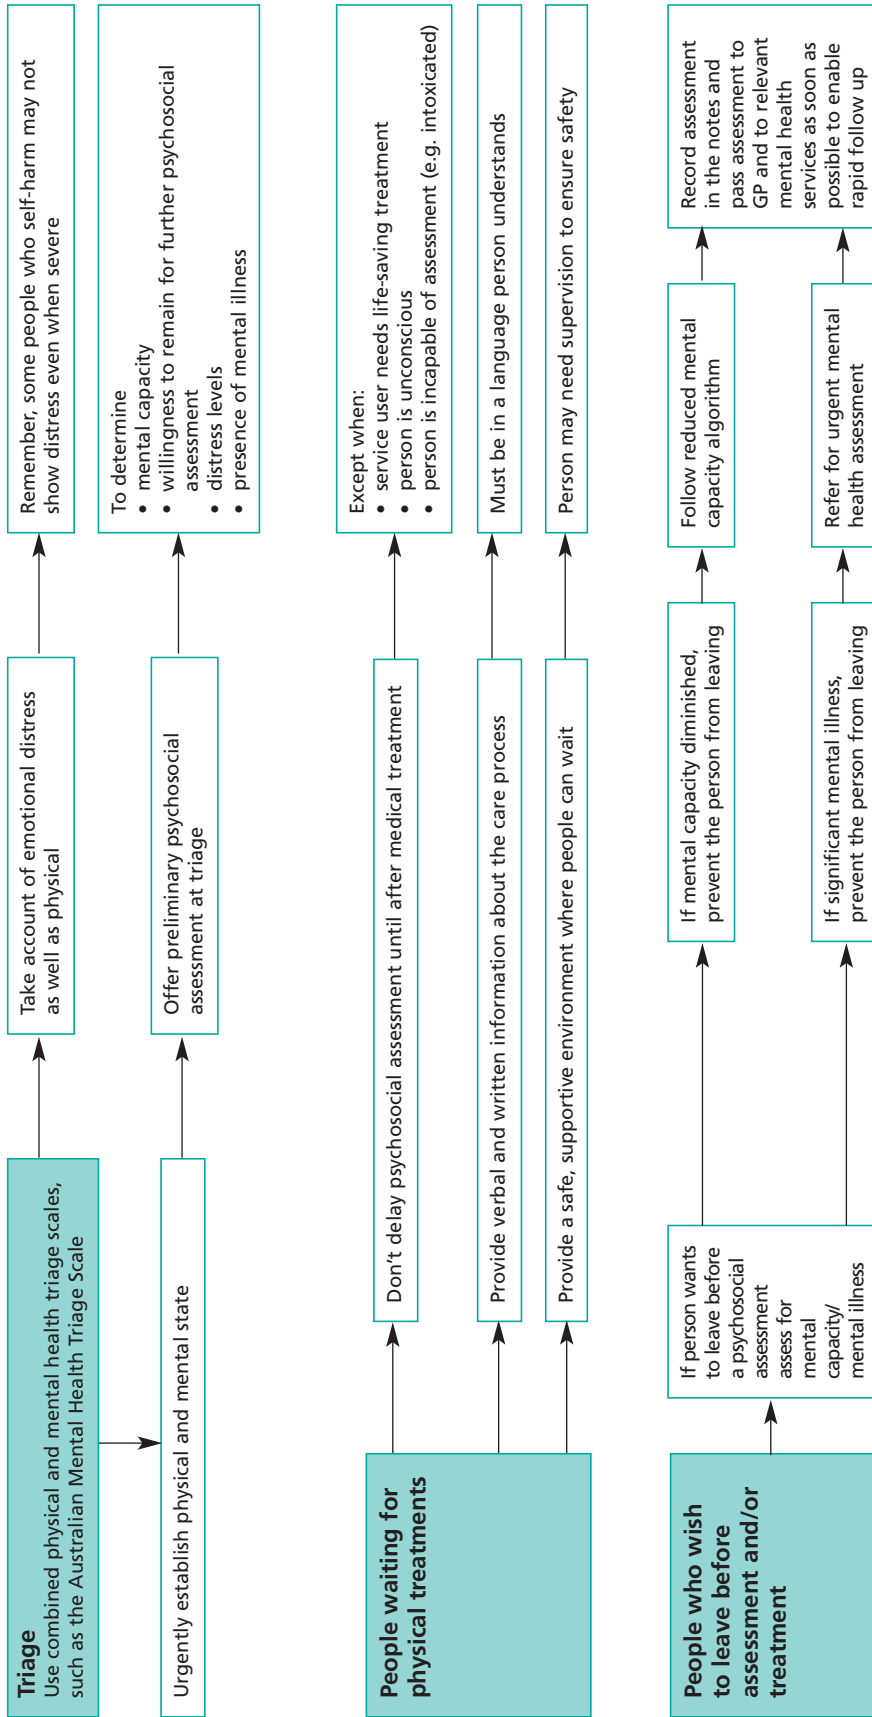 Triage
Use combined physical and mental health triage scales,
such as the Australian Mental Health Triage Scale
Take account of emotional distress
as well as physical
Remember, some people who self-harm may not
show distress even when severe
Urgently establish physical and mental state
Offer preliminary psychosocial
assessment at triage
To determine
• mental capacity
• willingness to remain for further psychosocial
assessment
• distress levels
• presence of mental illness
People waiting for
physical treatments
Don't delay psychosocial assessment until after medical treatment
Except when:
• service user needs life-saving treatment
• person is unconscious
• person is incapable of assessment (e.g. intoxicated)
Provide verbal and written information about the care process
Must be in a language person understands
Provide a safe, supportive environment where people can wait
Person may need supervision to ensure safety
People who wish
to leave before
assessment and/or
treatment
If person wants
to leave before
a psychosocial
assessment
assess for
mental
capacity/
mental illness
If mental capacity diminished,
prevent the person from leaving
Follow reduced mental
capacity algorithm
If significant mental illness,
prevent the person from leaving
Refer for urgent mental
health assessment
Record assessment
in the notes and
pass assessment to
GP and to relevant
mental health
services as soon as
possible to enable
rapid follow up